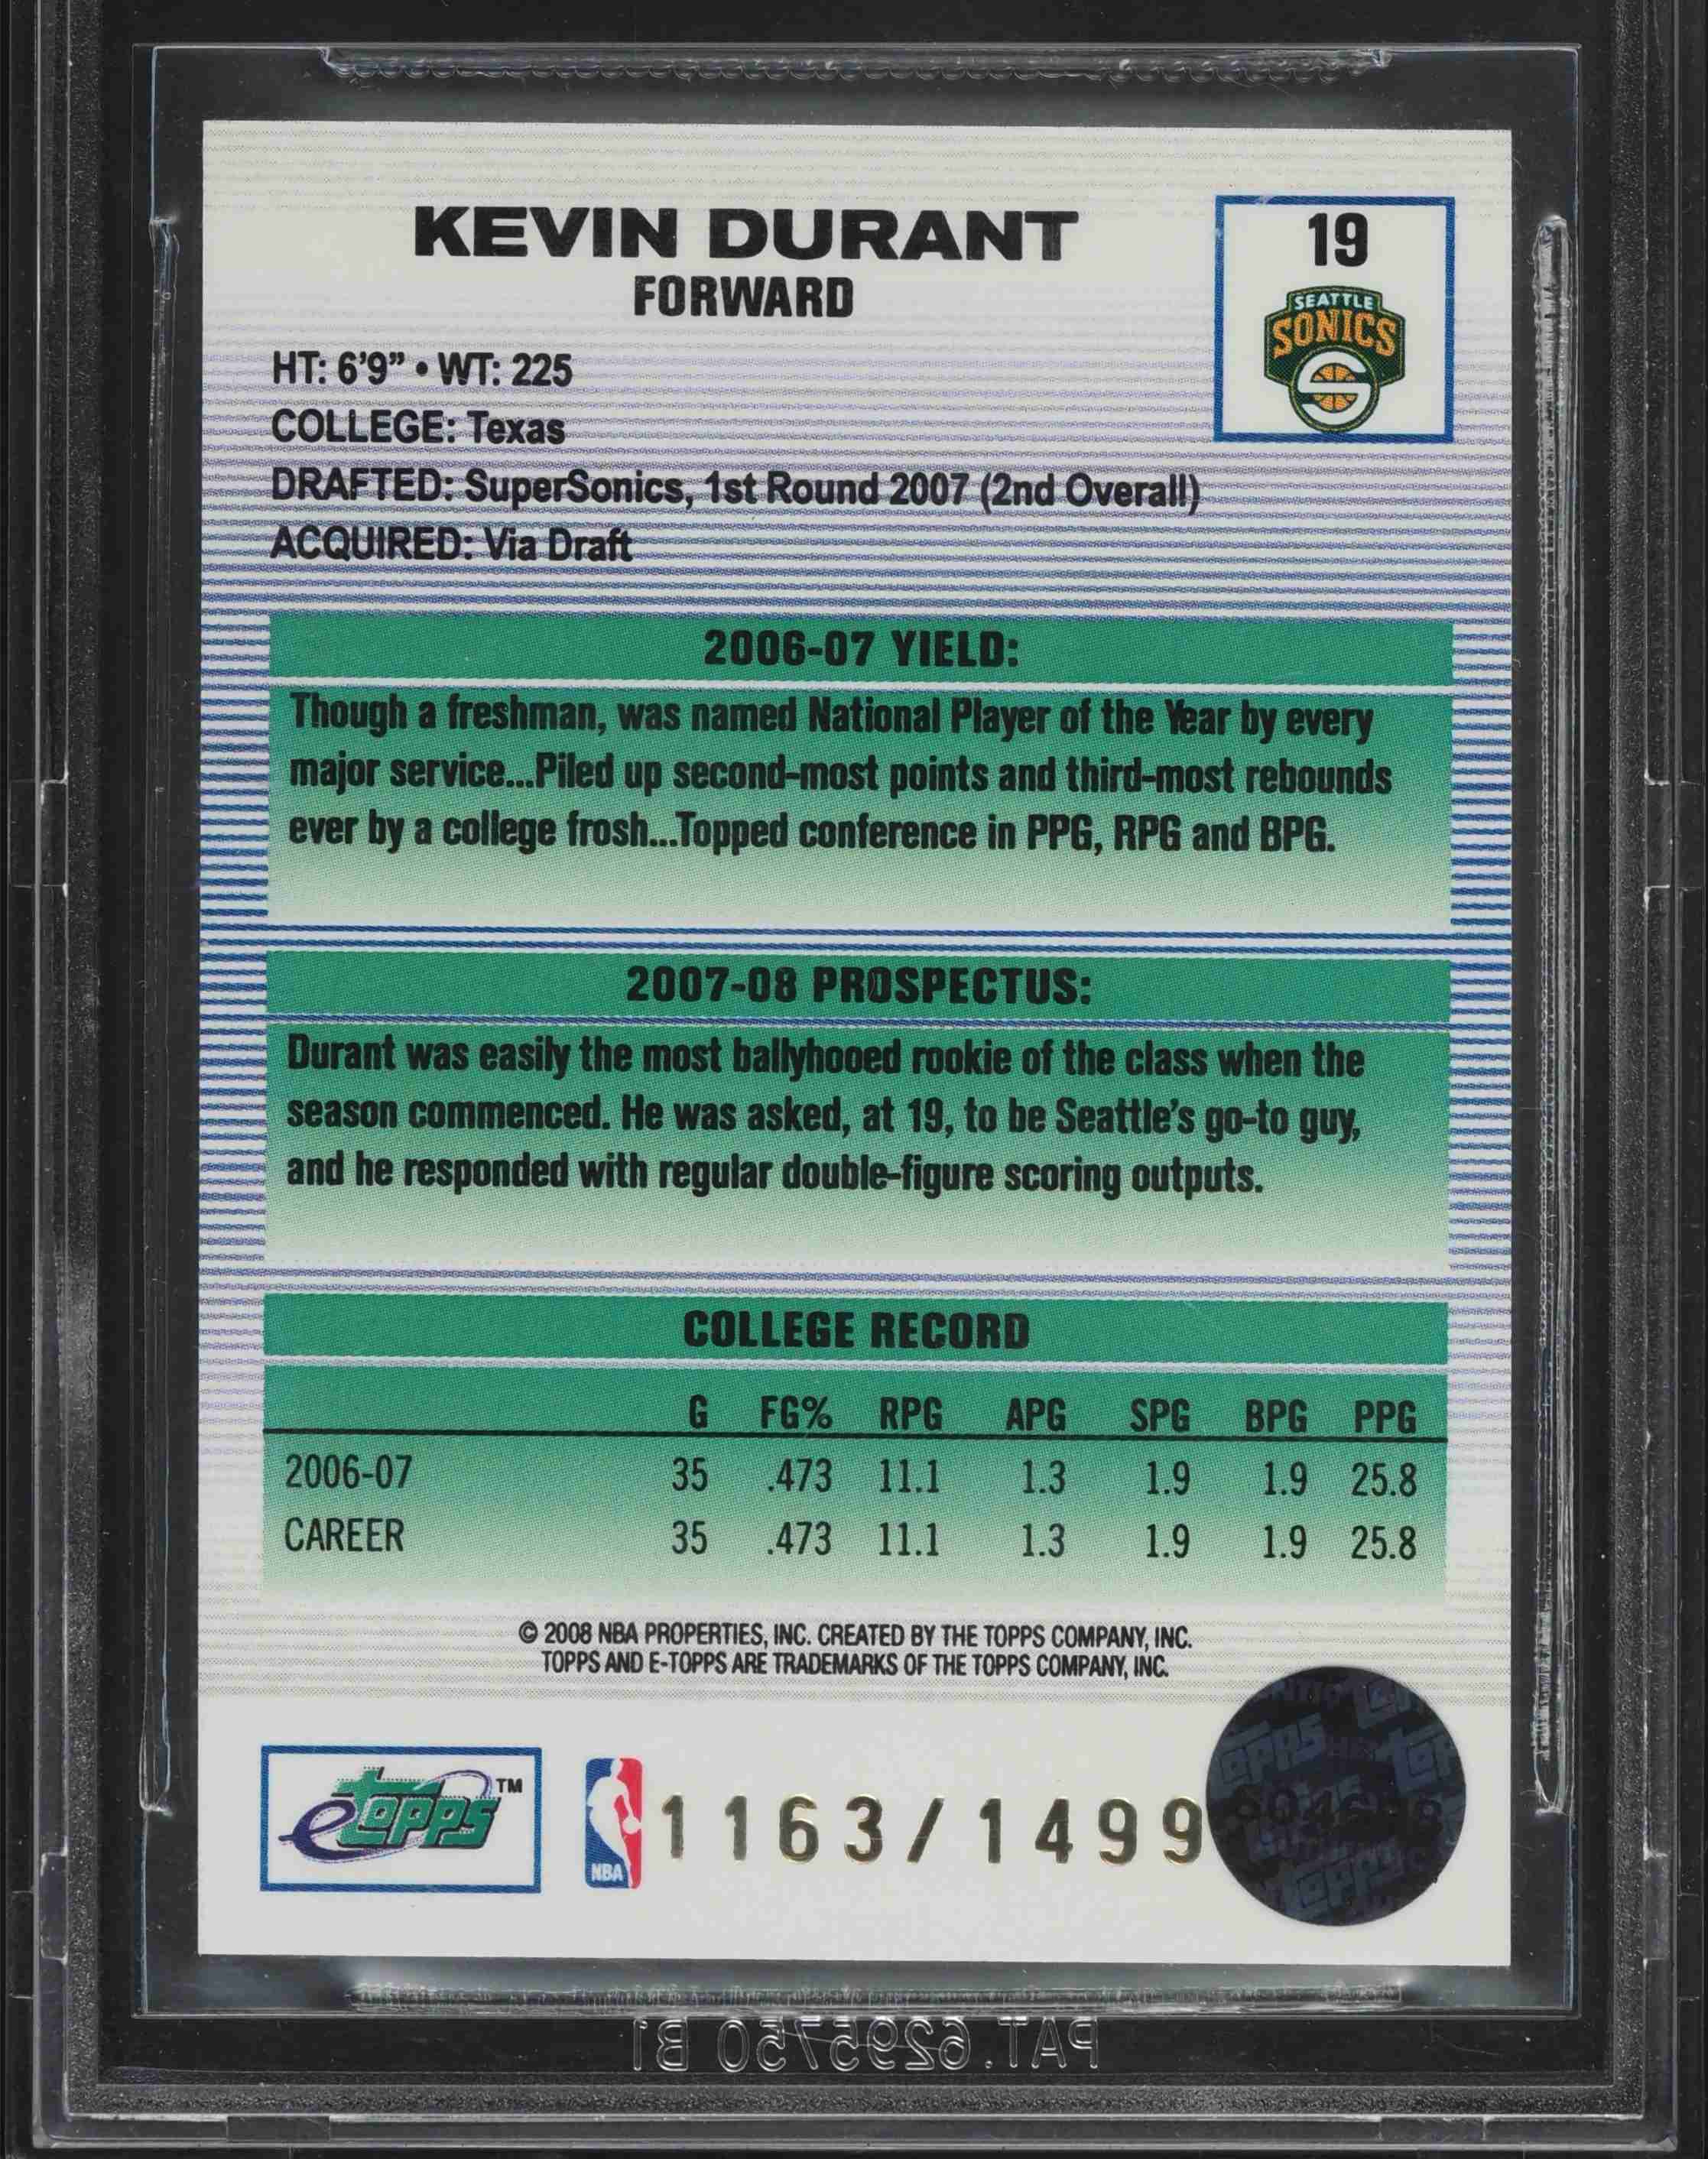 KEVIN DURANT
FORWARD
19
SEATTLE
SONICS
HT: 6'9" • WT: 225
COLLEGE: Texas
DRAFTED: SuperSonics, 1st Round 2007 (2nd Overall)
ACQUIRED: Via Draft
2006-07 YIELD:
Though a freshman, was named National Player of the Year by every
major service...Piled up second-most points and third-most rebounds
ever by a college frosh...Topped conference in PPG, RPG and BPG.
2007-08 PROSPECTUS:
Durant was easily the most ballyhooed rookie of the class when the
season commenced. He was asked, at 19, to be Seattle's go-to guy,
and he responded with regular double-figure scoring outputs.
COLLEGE RECORD
G FG% RPG APG SPG BPG PPG
2006-07 35 .473 11.1 1.3 1.9 1.9 25.8
CAREER 35 .473 11.1 1.3 1.9 1.9 25.8
© 2008 NBA PROPERTIES, INC. CREATED BY THE TOPPS COMPANY, INC.
TOPPS AND E-TOPPS ARE TRADEMARKS OF THE TOPPS COMPANY, INC.
eTOPPS™
NBA
1163/1499
topps
topps
PAT. 6295750 B1